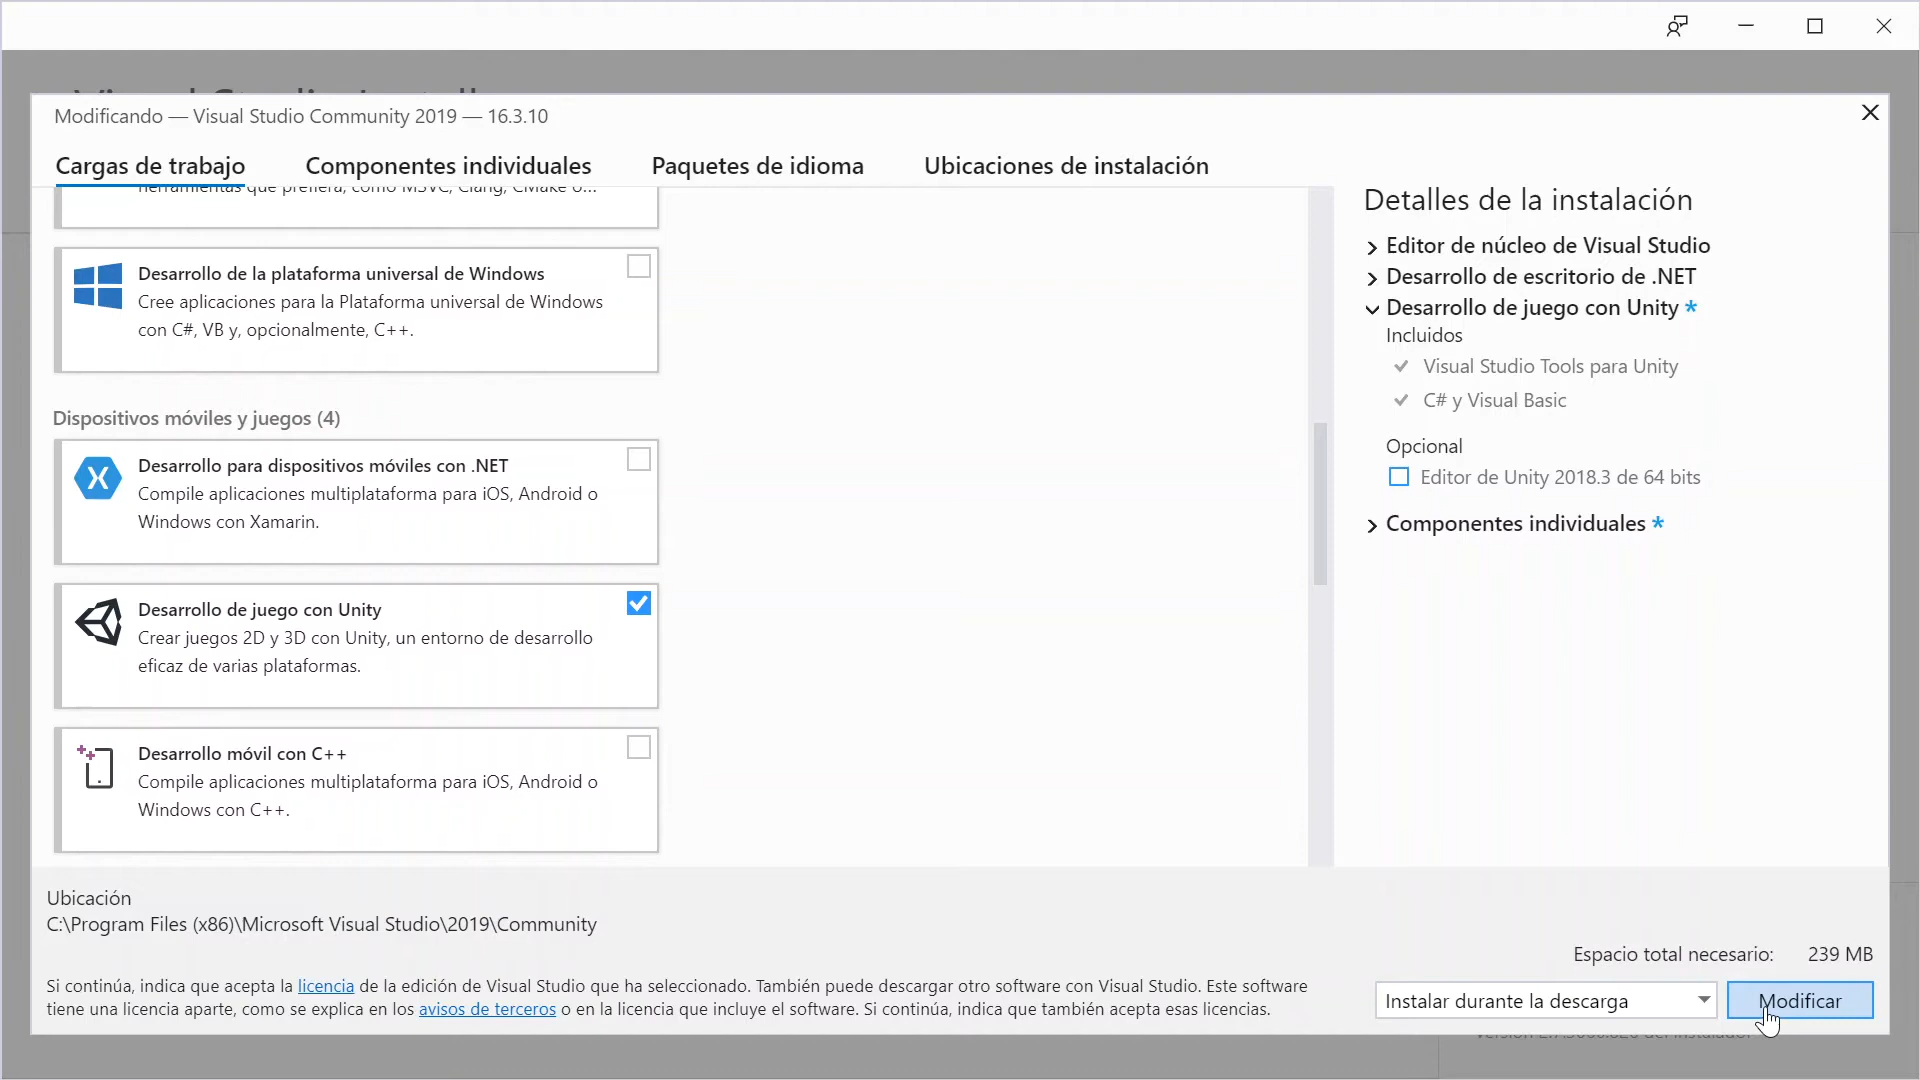 Modificando — Visual Studio Community 2019 — 16.3.10
Cargas de trabajo
Componentes individuales
Paquetes de idioma
Ubicaciones de instalación
herramientas que prefiera, como MSVC, Clang, CMake o...
Desarrollo de la plataforma universal de Windows
Cree aplicaciones para la Plataforma universal de Windows
con C#, VB y, opcionalmente, C++.
Dispositivos móviles y juegos (4)
Desarrollo para dispositivos móviles con .NET
Compile aplicaciones multiplataforma para iOS, Android o
Windows con Xamarin.
Desarrollo de juego con Unity
Crear juegos 2D y 3D con Unity, un entorno de desarrollo
eficaz de varias plataformas.
Desarrollo móvil con C++
Compile aplicaciones multiplataforma para iOS, Android o
Windows con C++.
Detalles de la instalación
Editor de núcleo de Visual Studio
Desarrollo de escritorio de .NET
Desarrollo de juego con Unity *
Incluidos
Visual Studio Tools para Unity
C# y Visual Basic
Opcional
Editor de Unity 2018.3 de 64 bits
Componentes individuales *
Ubicación
C:\Program Files (x86)\Microsoft Visual Studio\2019\Community
Espacio total necesario: 239 MB
Si continúa, indica que acepta la licencia de la edición de Visual Studio que ha seleccionado. También puede descargar otro software con Visual Studio. Este software
tiene una licencia aparte, como se explica en los avisos de terceros o en la licencia que incluye el software. Si continúa, indica que también acepta esas licencias.
Instalar durante la descarga
Modificar